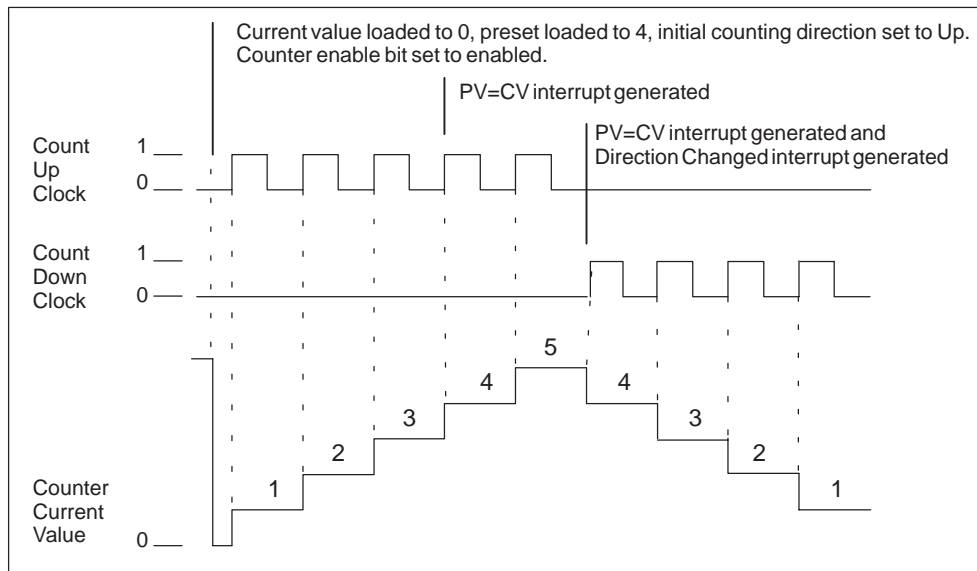 Current value loaded to 0, preset loaded to 4, initial counting direction set to Up.
Counter enable bit set to enabled.
PV=CV interrupt generated
PV=CV interrupt generated and
Direction Changed interrupt generated
Count
Up
Clock
1
0
Count
Down
Clock
1
0
5
4
4
3
3
2
2
1
1
Counter
Current
Value
0